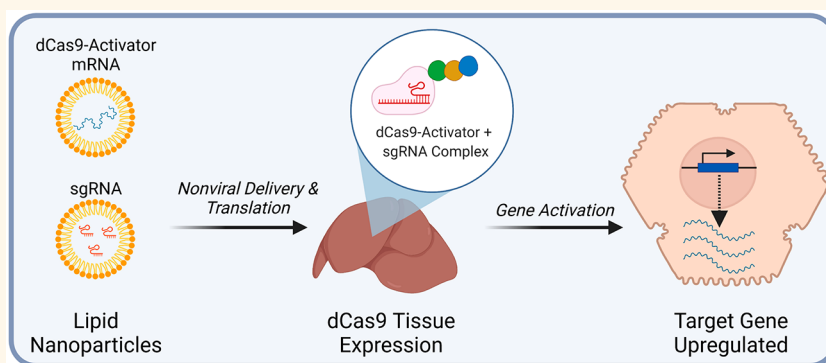 dCas9-Activator
mRNA
sgRNA
Lipid
Nanoparticles
Nonviral Delivery &
Translation
dCas9-Activator +
sgRNA Complex
dCas9 Tissue
Expression
Gene Activation
Target Gene
Upregulated